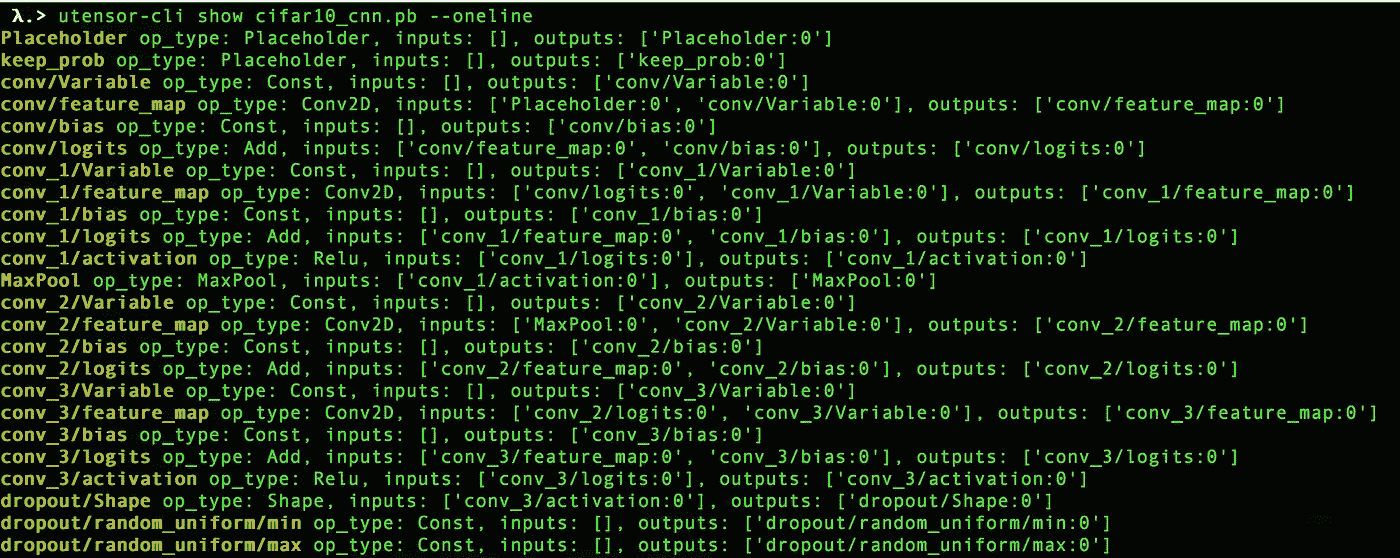 λ.> utensor-cli show cifar10_cnn.pb --oneline
Placeholder op_type: Placeholder, inputs: [], outputs: ['Placeholder:0']
keep_prob op_type: Placeholder, inputs: [], outputs: ['keep_prob:0']
conv/Variable op_type: Const, inputs: [], outputs: ['conv/Variable:0']
conv/feature_map op_type: Conv2D, inputs: ['Placeholder:0', 'conv/Variable:0'], outputs: ['conv/feature_map:0']
conv/bias op_type: Const, inputs: [], outputs: ['conv/bias:0']
conv/logits op_type: Add, inputs: ['conv/feature_map:0', 'conv/bias:0'], outputs: ['conv/logits:0']
conv_1/Variable op_type: Const, inputs: [], outputs: ['conv_1/Variable:0']
conv_1/feature_map op_type: Conv2D, inputs: ['conv/logits:0', 'conv_1/Variable:0'], outputs: ['conv_1/feature_map:0']
conv_1/bias op_type: Const, inputs: [], outputs: ['conv_1/bias:0']
conv_1/logits op_type: Add, inputs: ['conv_1/feature_map:0', 'conv_1/bias:0'], outputs: ['conv_1/logits:0']
conv_1/activation op_type: Relu, inputs: ['conv_1/logits:0'], outputs: ['conv_1/activation:0']
MaxPool op_type: MaxPool, inputs: ['conv_1/activation:0'], outputs: ['MaxPool:0']
conv_2/Variable op_type: Const, inputs: [], outputs: ['conv_2/Variable:0']
conv_2/feature_map op_type: Conv2D, inputs: ['MaxPool:0', 'conv_2/Variable:0'], outputs: ['conv_2/feature_map:0']
conv_2/bias op_type: Const, inputs: [], outputs: ['conv_2/bias:0']
conv_2/logits op_type: Add, inputs: ['conv_2/feature_map:0', 'conv_2/bias:0'], outputs: ['conv_2/logits:0']
conv_3/Variable op_type: Const, inputs: [], outputs: ['conv_3/Variable:0']
conv_3/feature_map op_type: Conv2D, inputs: ['conv_2/logits:0', 'conv_3/Variable:0'], outputs: ['conv_3/feature_map:0']
conv_3/bias op_type: Const, inputs: [], outputs: ['conv_3/bias:0']
conv_3/logits op_type: Add, inputs: ['conv_3/feature_map:0', 'conv_3/bias:0'], outputs: ['conv_3/logits:0']
conv_3/activation op_type: Relu, inputs: ['conv_3/logits:0'], outputs: ['conv_3/activation:0']
dropout/Shape op_type: Shape, inputs: ['conv_3/activation:0'], outputs: ['dropout/Shape:0']
dropout/random_uniform/min op_type: Const, inputs: [], outputs: ['dropout/random_uniform/min:0']
dropout/random_uniform/max op_type: Const, inputs: [], outputs: ['dropout/random_uniform/max:0']